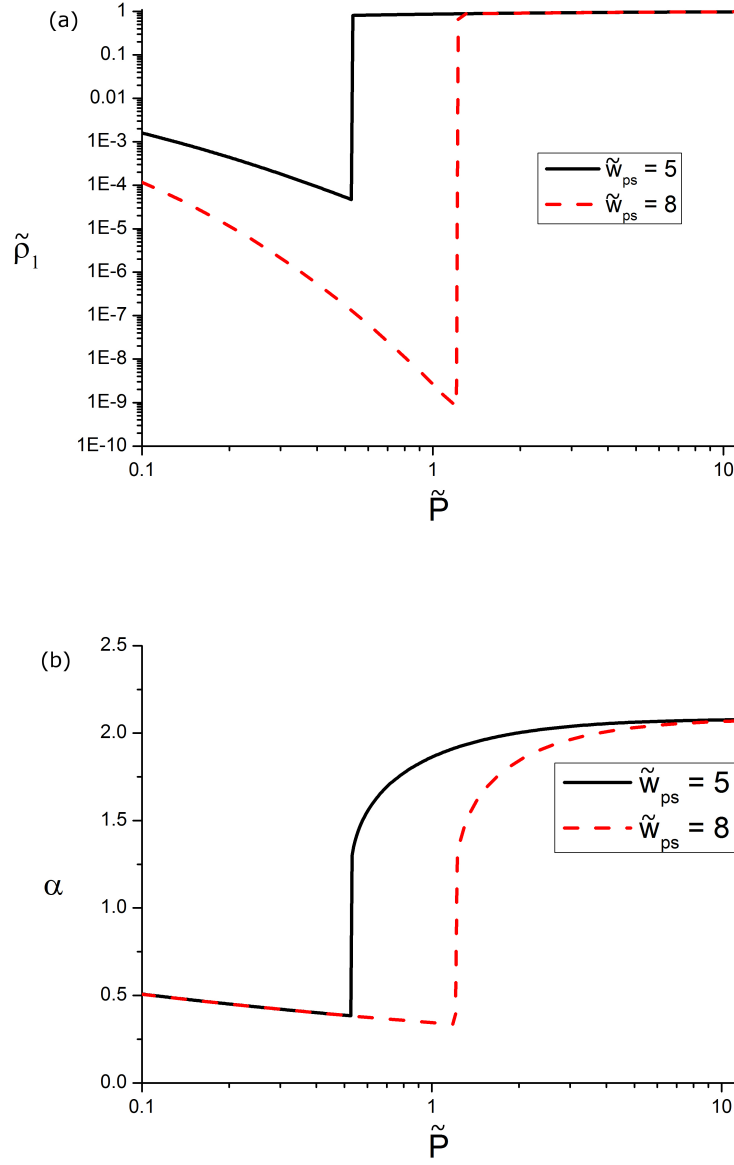 (a)
1
0.1
0.01
1E-3
1E-4
1E-5
1E-6
1E-7
1E-8
1E-9
1E-10
ρ̃₁
w̃ₚₛ = 5
w̃ₚₛ = 8
0.1 1 10
P̃
(b)
2.5
2.0
1.5
1.0
0.5
0.0
α
w̃ₚₛ = 5
w̃ₚₛ = 8
0.1 1 10
P̃